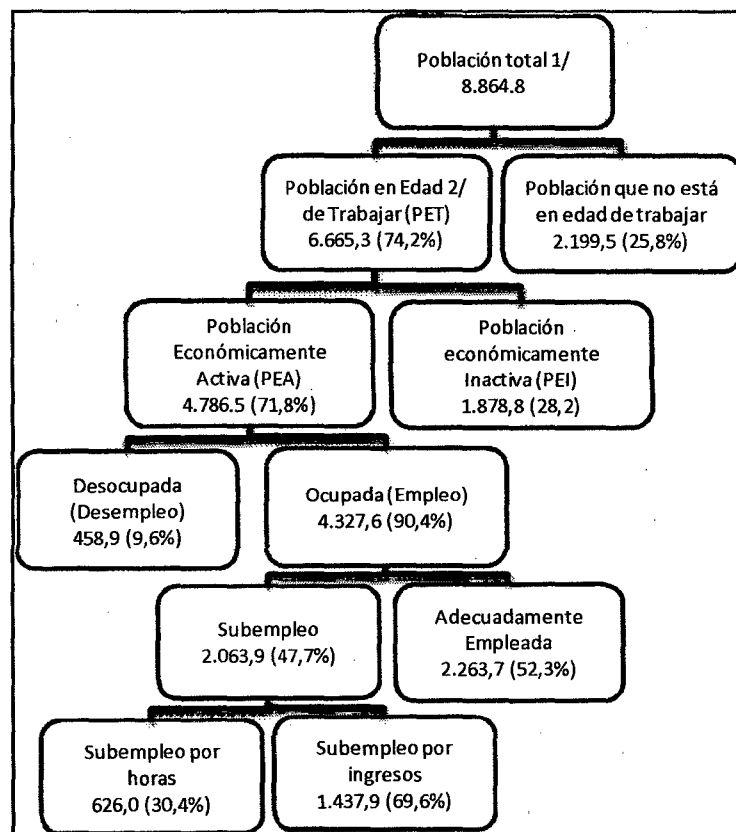 Población total 1/
8.864.8
Población en Edad 2/
de Trabajar (PET)
6.665,3 (74,2%)
Población que no está
en edad de trabajar
2.199,5 (25,8%)
Población
Económicamente
Activa (PEA)
4.786.5 (71,8%)
Población
económicamente
Inactiva (PEI)
1.878,8 (28,2)
Desocupada
(Desempleo)
458,9 (9,6%)
Ocupada (Empleo)
4.327,6 (90,4%)
Subempleo
2.063,9 (47,7%)
Adecuadamente
Empleada
2.263,7 (52,3%)
Subempleo por
horas
626,0 (30,4%)
Subempleo por
ingresos
1.437,9 (69,6%)